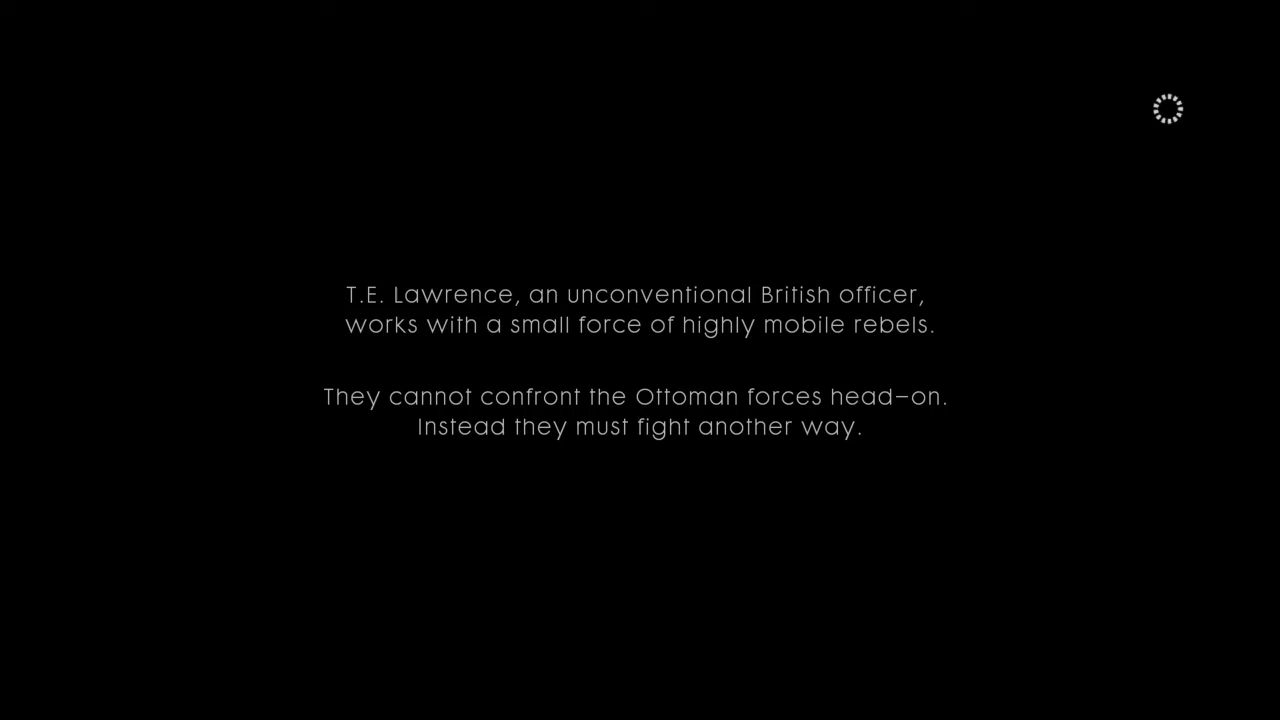 T.E. Lawrence, an unconventional British officer,
works with a small force of highly mobile rebels.
They cannot confront the Ottoman forces head-on.
Instead they must fight another way.